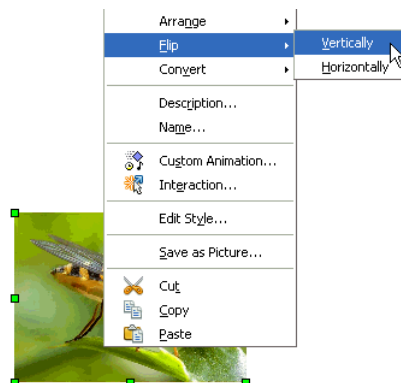 Arrange
Flip
Vertically
Horizontally
Convert
Description...
Name...
Custom Animation...
Interaction...
Edit Style...
Save as Picture...
Cut
Copy
Paste